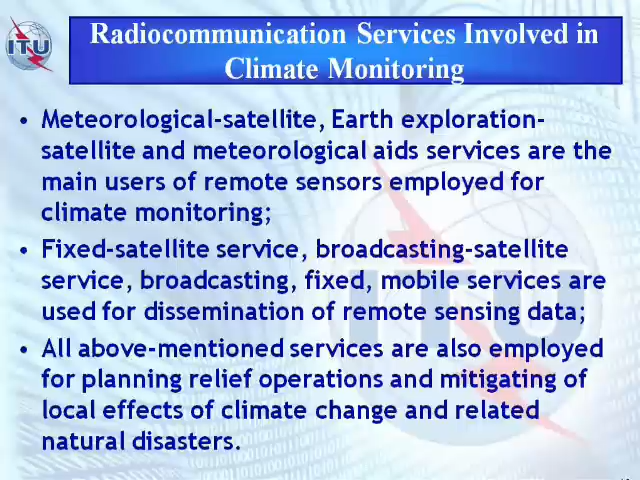 ITU
Radiocommunication Services Involved in
Climate Monitoring
• Meteorological-satellite, Earth exploration-
satellite and meteorological aids services are the
main users of remote sensors employed for
climate monitoring;
• Fixed-satellite service, broadcasting-satellite
service, broadcasting, fixed, mobile services are
used for dissemination of remote sensing data;
• All above-mentioned services are also employed
for planning relief operations and mitigating of
local effects of climate change and related
natural disasters.
ITU